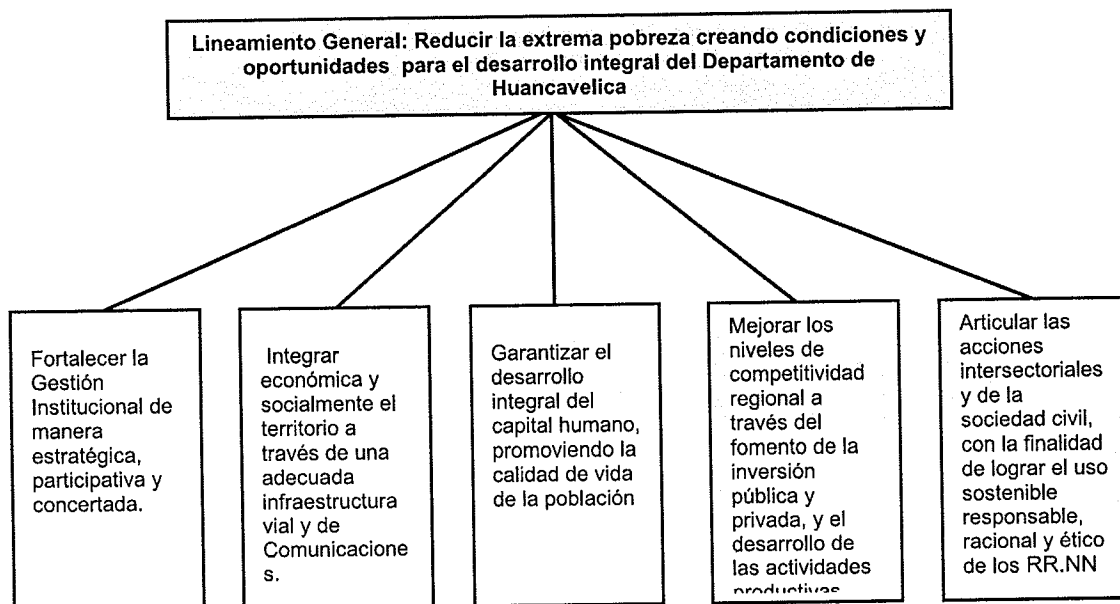 Lineamiento General: Reducir la extrema pobreza creando condiciones y
oportunidades para el desarrollo integral del Departamento de
Huancavelica
Fortalecer la
Gestión
Institucional de
manera
estratégica,
participativa y
concertada.
Integrar
económica y
socialmente el
territorio a
través de una
adecuada
infraestructura
vial y de
Comunicacione
s.
Garantizar el
desarrollo
integral del
capital humano,
promoviendo la
calidad de vida
de la población
Mejorar los
niveles de
competitividad
regional a
través del
fomento de la
inversión
pública y
privada, y el
desarrollo de
las actividades
productivas
Articular las
acciones
intersectoriales
y de la
sociedad civil,
con la finalidad
de lograr el uso
sostenible
responsable,
racional y ético
de los RR.NN